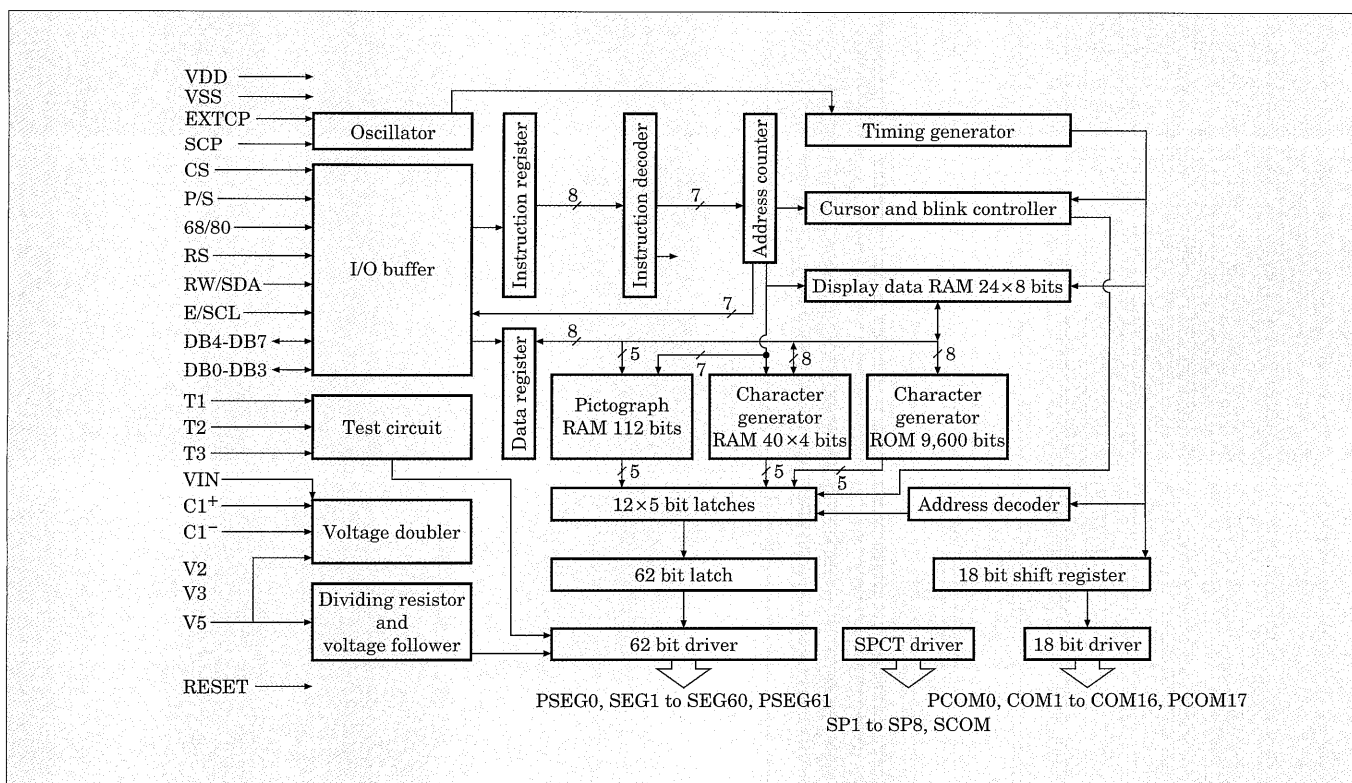 VDD
VSS
EXTCP
SCP
CS
P/S
68/80
RS
RW/SDA
E/SCL
DB4-DB7
DB0-DB3
T1
T2
T3
VIN
C1+
C1−
V2
V3
V5
RESET
Oscillator
I/O buffer
Test circuit
Voltage doubler
Dividing resistor
and
voltage follower
Instruction register
8
Instruction decoder
7
Address counter
7
Data register
8
Timing generator
Cursor and blink controller
Display data RAM 24×8 bits
5
7
8
8
Pictograph
RAM 112 bits
Character
generator
RAM 40×4 bits
Character
generator
ROM 9,600 bits
5
5
5
12×5 bit latches
Address decoder
62 bit latch
18 bit shift register
62 bit driver
SPCT driver
18 bit driver
PSEG0, SEG1 to SEG60, PSEG61
SP1 to SP8, SCOM
PCOM0, COM1 to COM16, PCOM17